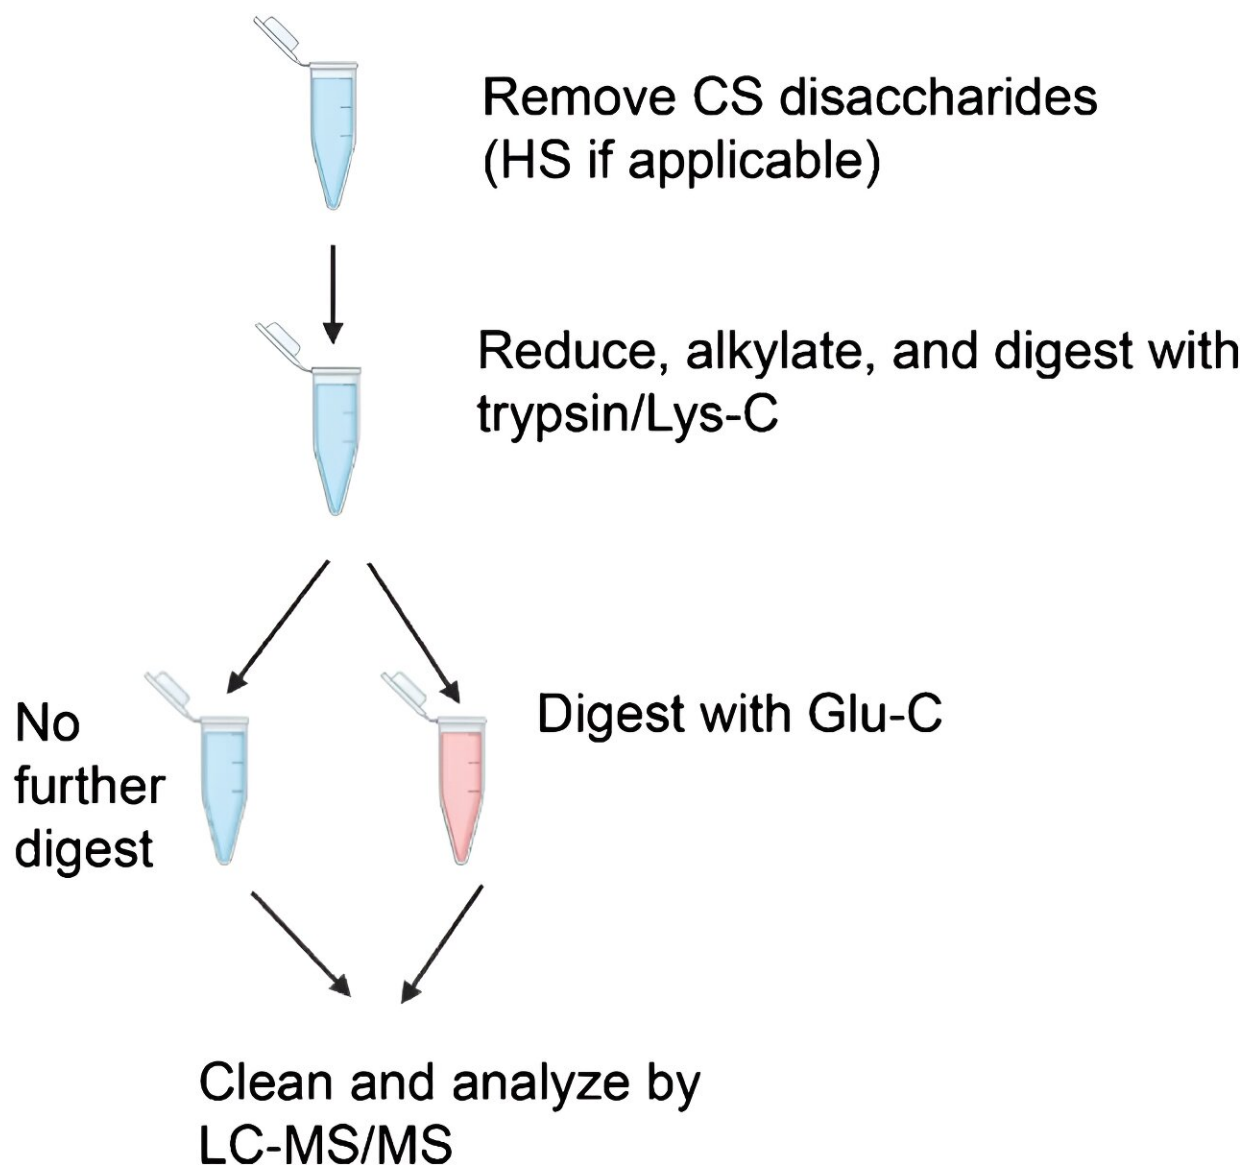 Remove CS disaccharides
(HS if applicable)
Reduce, alkylate, and digest with
trypsin/Lys-C
No
further
digest
Digest with Glu-C
Clean and analyze by
LC-MS/MS